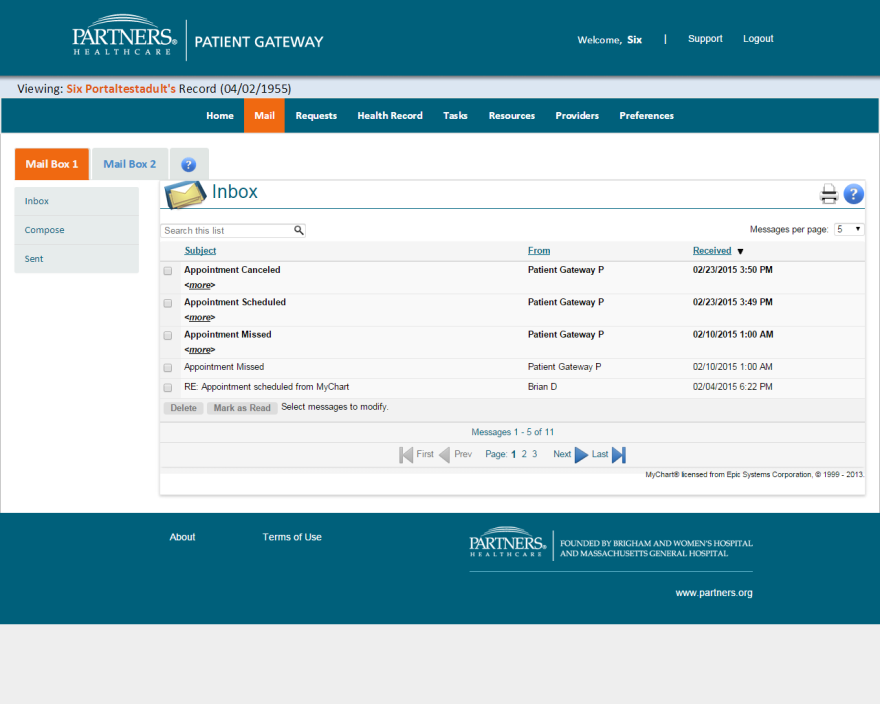 PARTNERS®
HEALTHCARE
PATIENT GATEWAY
Welcome, Six | Support Logout
Viewing: Six Portaltestadult's Record (04/02/1955)
Home Mail Requests Health Record Tasks Resources Providers Preferences
Mail Box 1 Mail Box 2 ?
Inbox
Compose
Sent
Inbox ?
Search this list
Messages per page: 5
Subject From Received ▼
Appointment Canceled Patient Gateway P 02/23/2015 3:50 PM
<more>
Appointment Scheduled Patient Gateway P 02/23/2015 3:49 PM
<more>
Appointment Missed Patient Gateway P 02/10/2015 1:00 AM
<more>
Appointment Missed Patient Gateway P 02/10/2015 1:00 AM
RE: Appointment scheduled from MyChart Brian D 02/04/2015 6:22 PM
Delete Mark as Read Select messages to modify.
Messages 1 - 5 of 11
First Prev Page: 1 2 3 Next Last
MyChart® licensed from Epic Systems Corporation, © 1999 - 2013.
About Terms of Use
PARTNERS®
HEALTHCARE
FOUNDED BY BRIGHAM AND WOMEN'S HOSPITAL
AND MASSACHUSETTS GENERAL HOSPITAL
www.partners.org